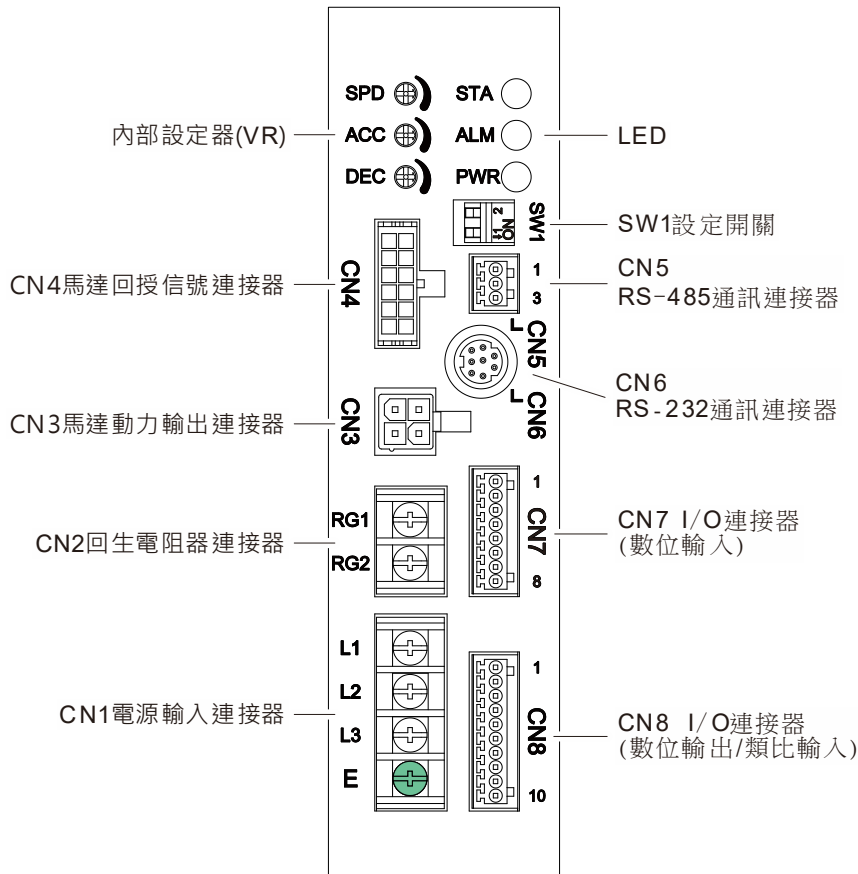 SPD STA
內部設定器(VR) ACC ALM LED
DEC PWR
SW1 2 ↓1 ON SW1設定開關
CN4馬達回授信號連接器 CN4
1 3 CN5
RS-485通訊連接器
CN5
CN6
CN6
RS-232通訊連接器
CN3馬達動力輸出連接器 CN3
CN2回生電阻器連接器 RG1 RG2
1 CN7 8 CN7 I/O連接器
(數位輸入)
CN1電源輸入連接器 L1 L2 L3 E
1 CN8 10 CN8 I/O連接器
(數位輸出/類比輸入)